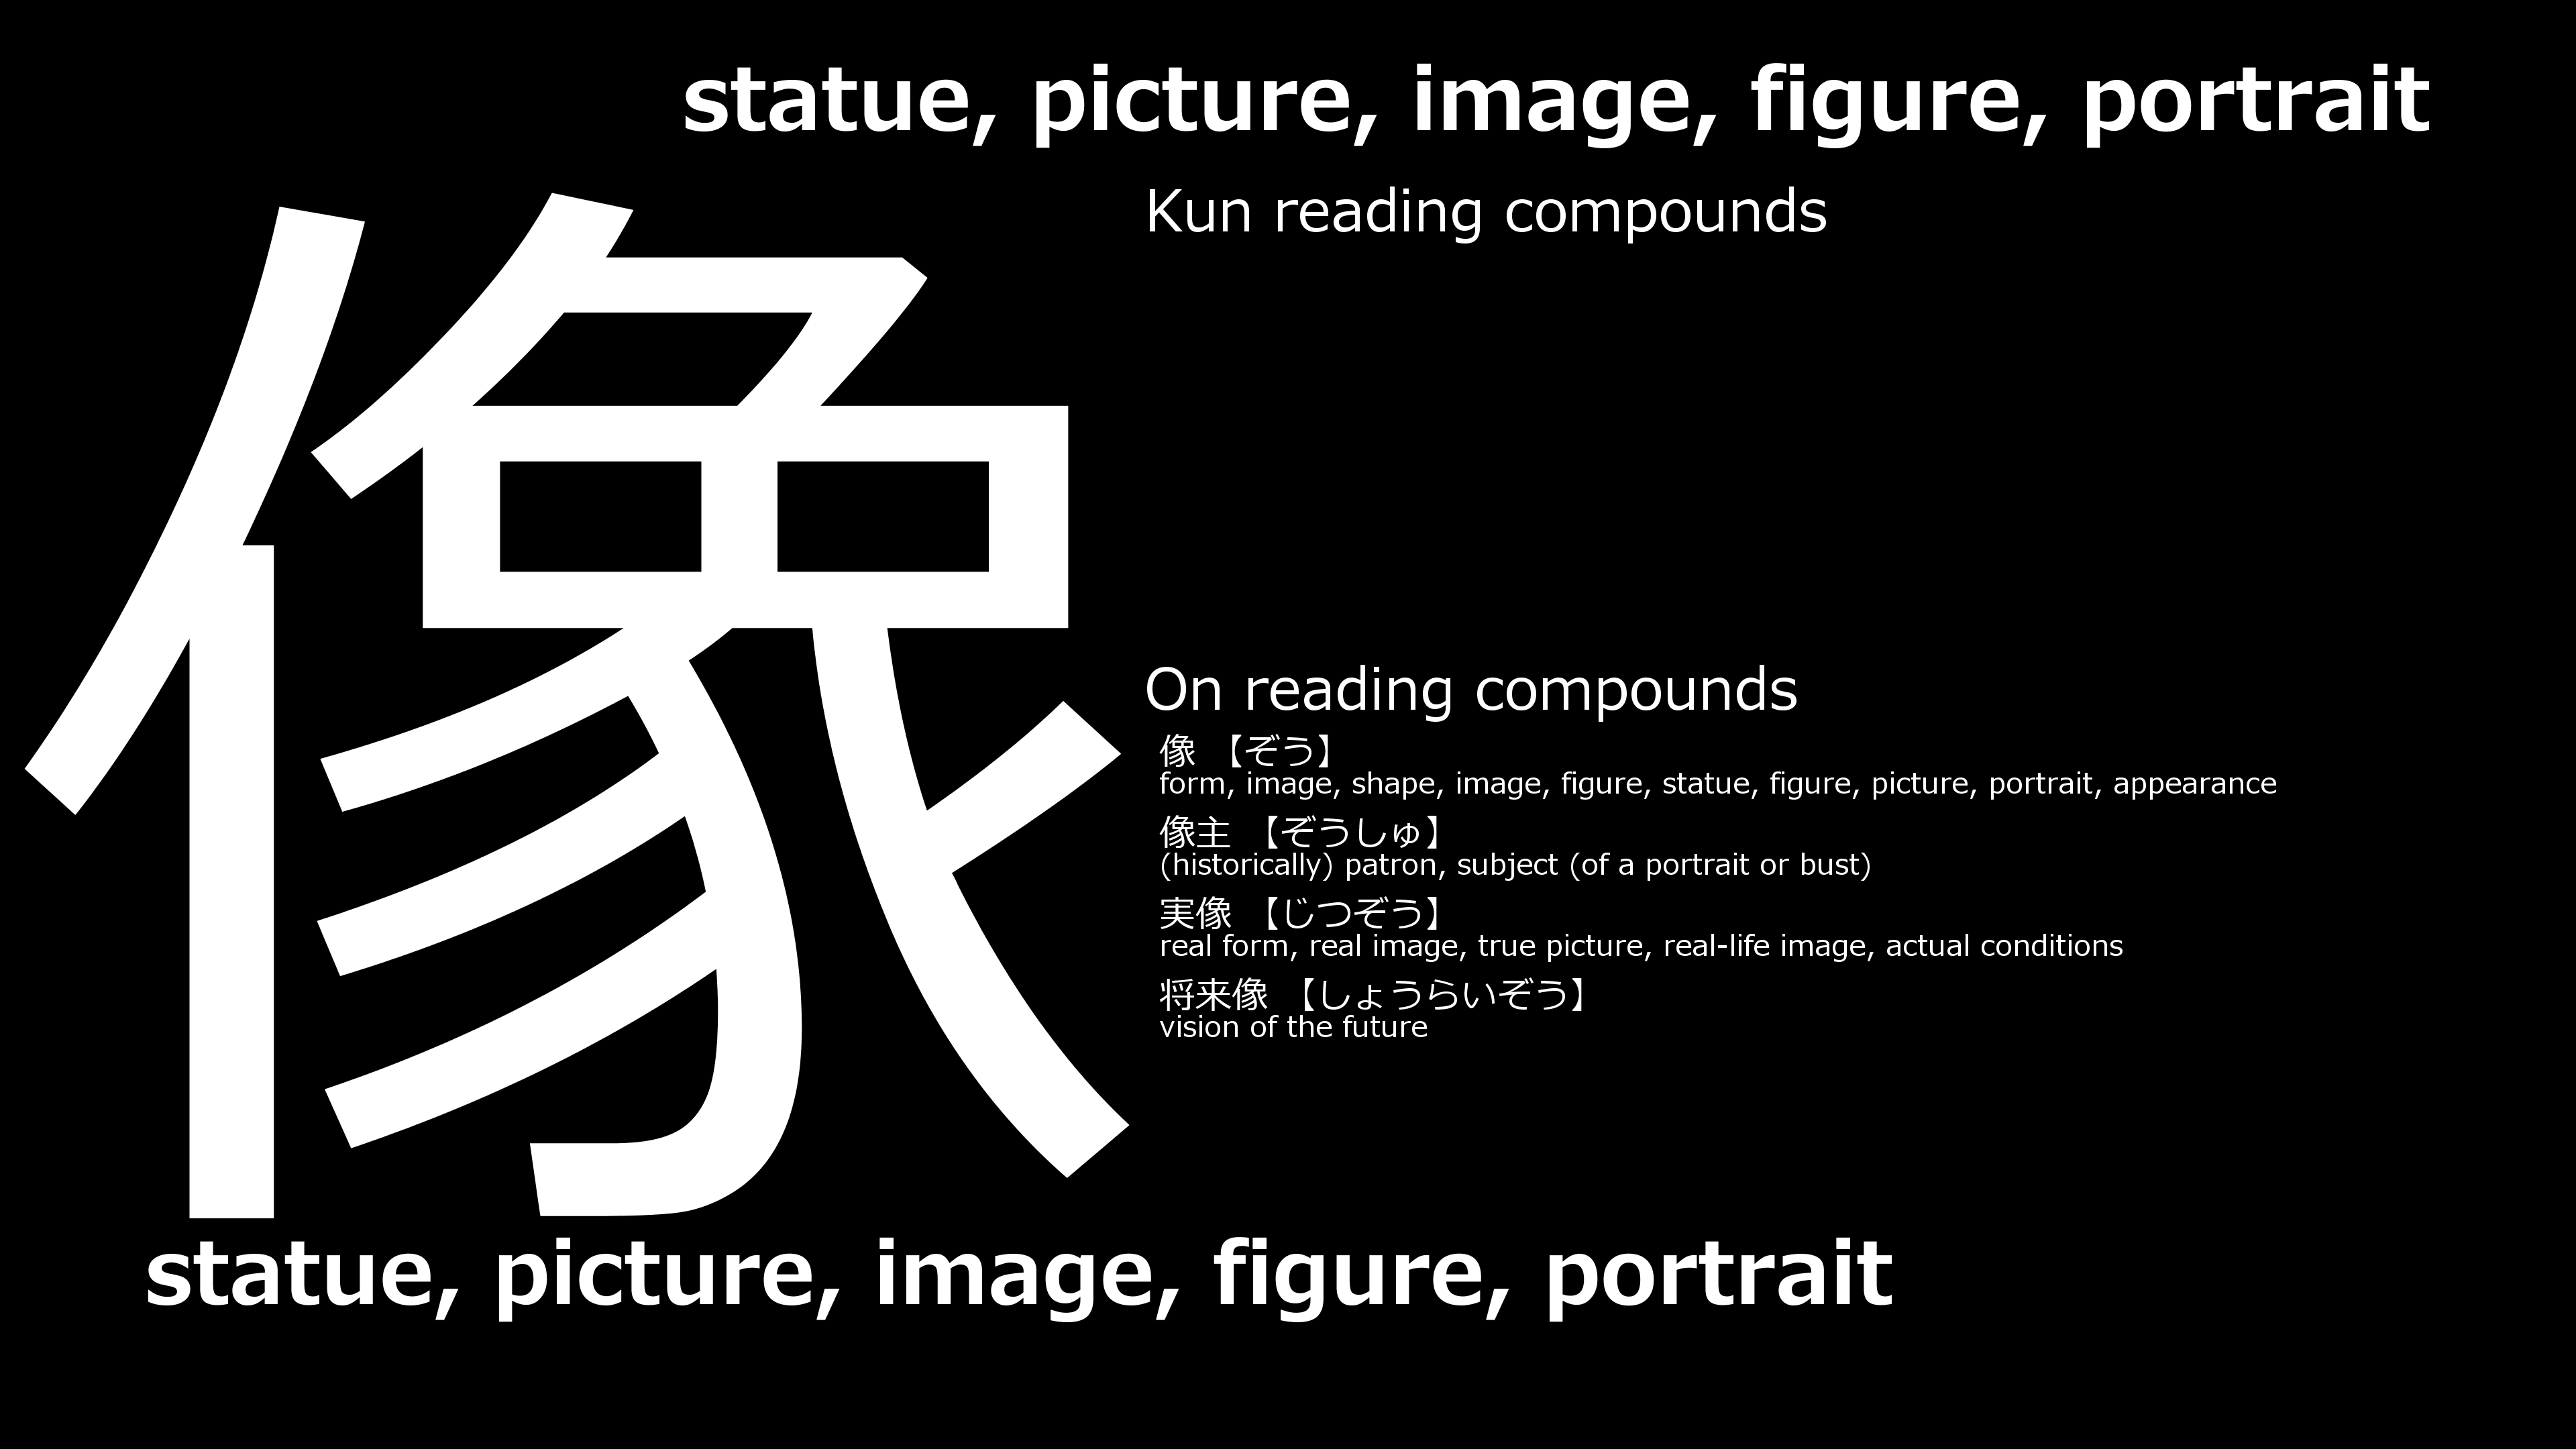 statue, picture, image, figure, portrait
像
Kun reading compounds
On reading compounds
像 【ぞう】
form, image, shape, image, figure, statue, figure, picture, portrait, appearance
像主 【ぞうしゅ】
(historically) patron, subject (of a portrait or bust)
実像 【じつぞう】
real form, real image, true picture, real-life image, actual conditions
将来像 【しょうらいぞう】
vision of the future
statue, picture, image, figure, portrait